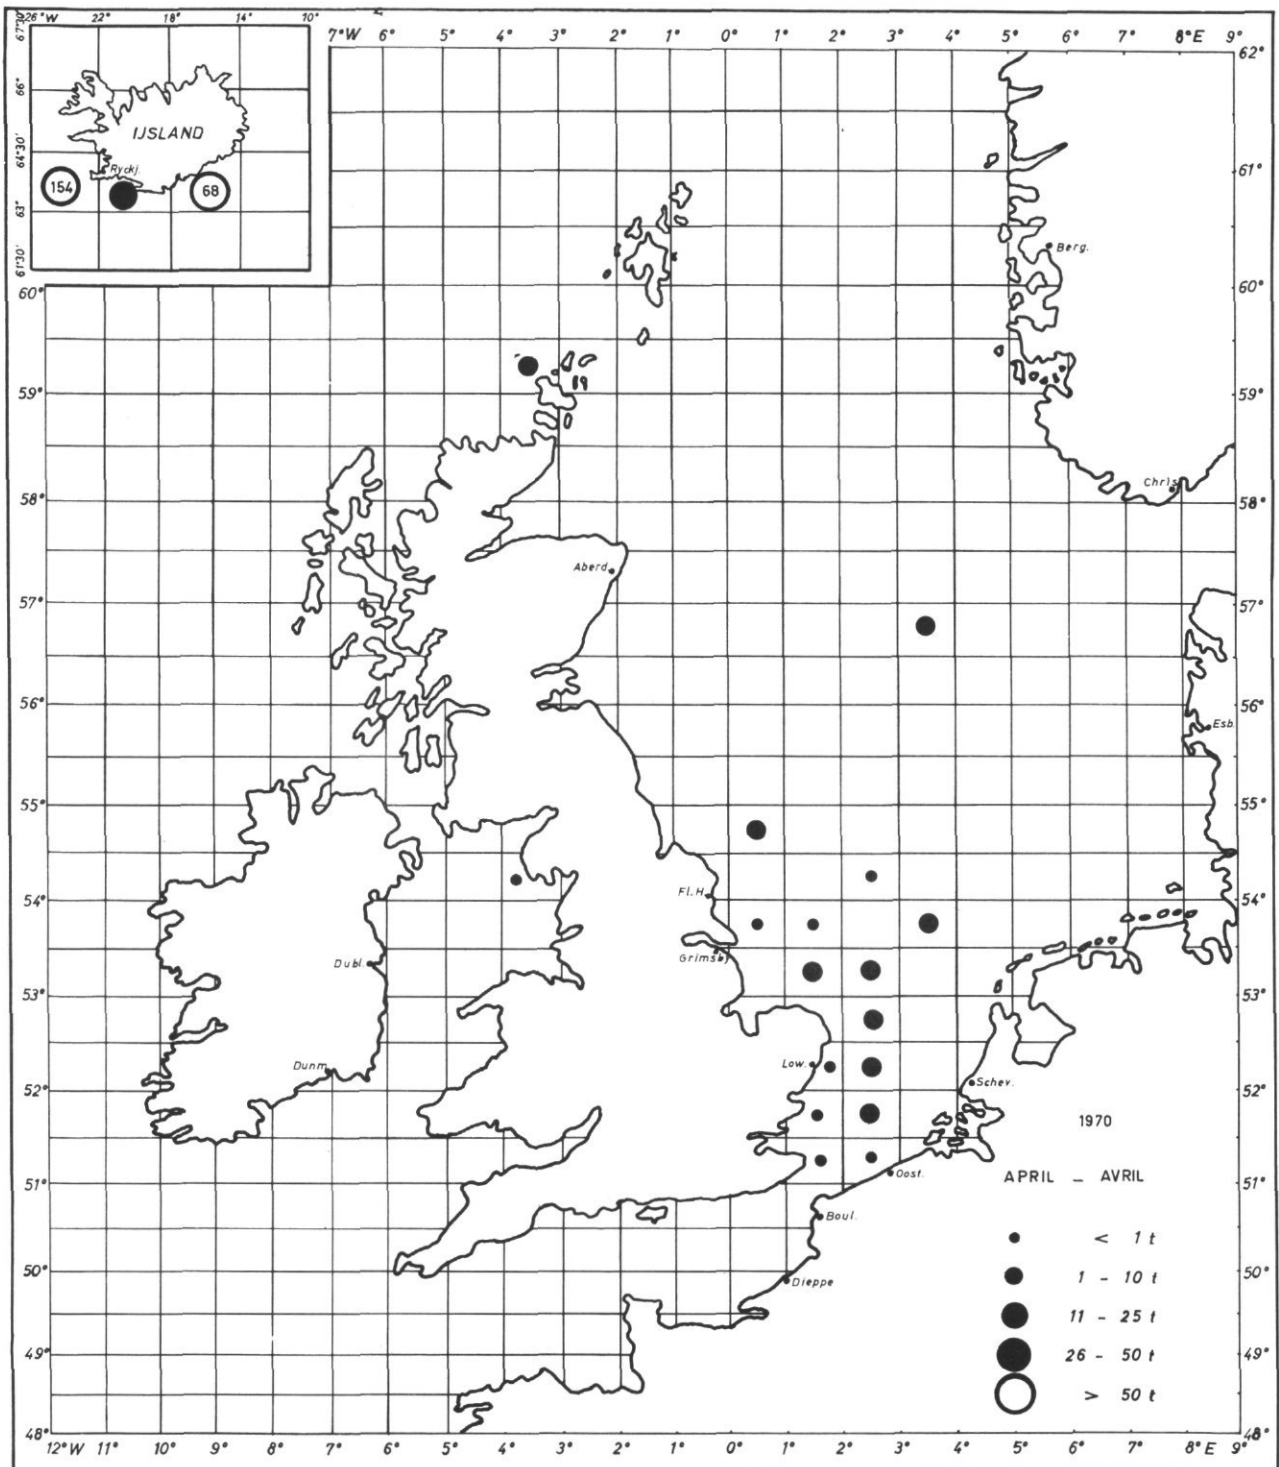 26°W 22° 18° 14° 10°
67°30'
66°
64°30'
63°
61°30'
IJSLAND
Ryckj.
154
68
7°W 6° 5° 4° 3° 2° 1° 0° 1° 2° 3° 4° 5° 6° 7° 8°E 9°
62°
61°
60° 60°
59° 59°
58° 58°
57° 57°
56° 56°
55° 55°
54° 54°
53° 53°
52° 52°
51° 51°
50° 50°
49° 49°
48° 48°
Berg.
Chris
Aberd.
Esb.
Fl.H.
Grimsby
Dubl.
Low.
Dunm
Schev.
Oost.
Boul.
Dieppe
1970
APRIL – AVRIL
< 1 t
1 - 10 t
11 - 25 t
26 - 50 t
> 50 t
12°W 11° 10° 9° 8° 7° 6° 5° 4° 3° 2° 1° 0° 1° 2° 3° 4° 5° 6° 7° 8°E 9°